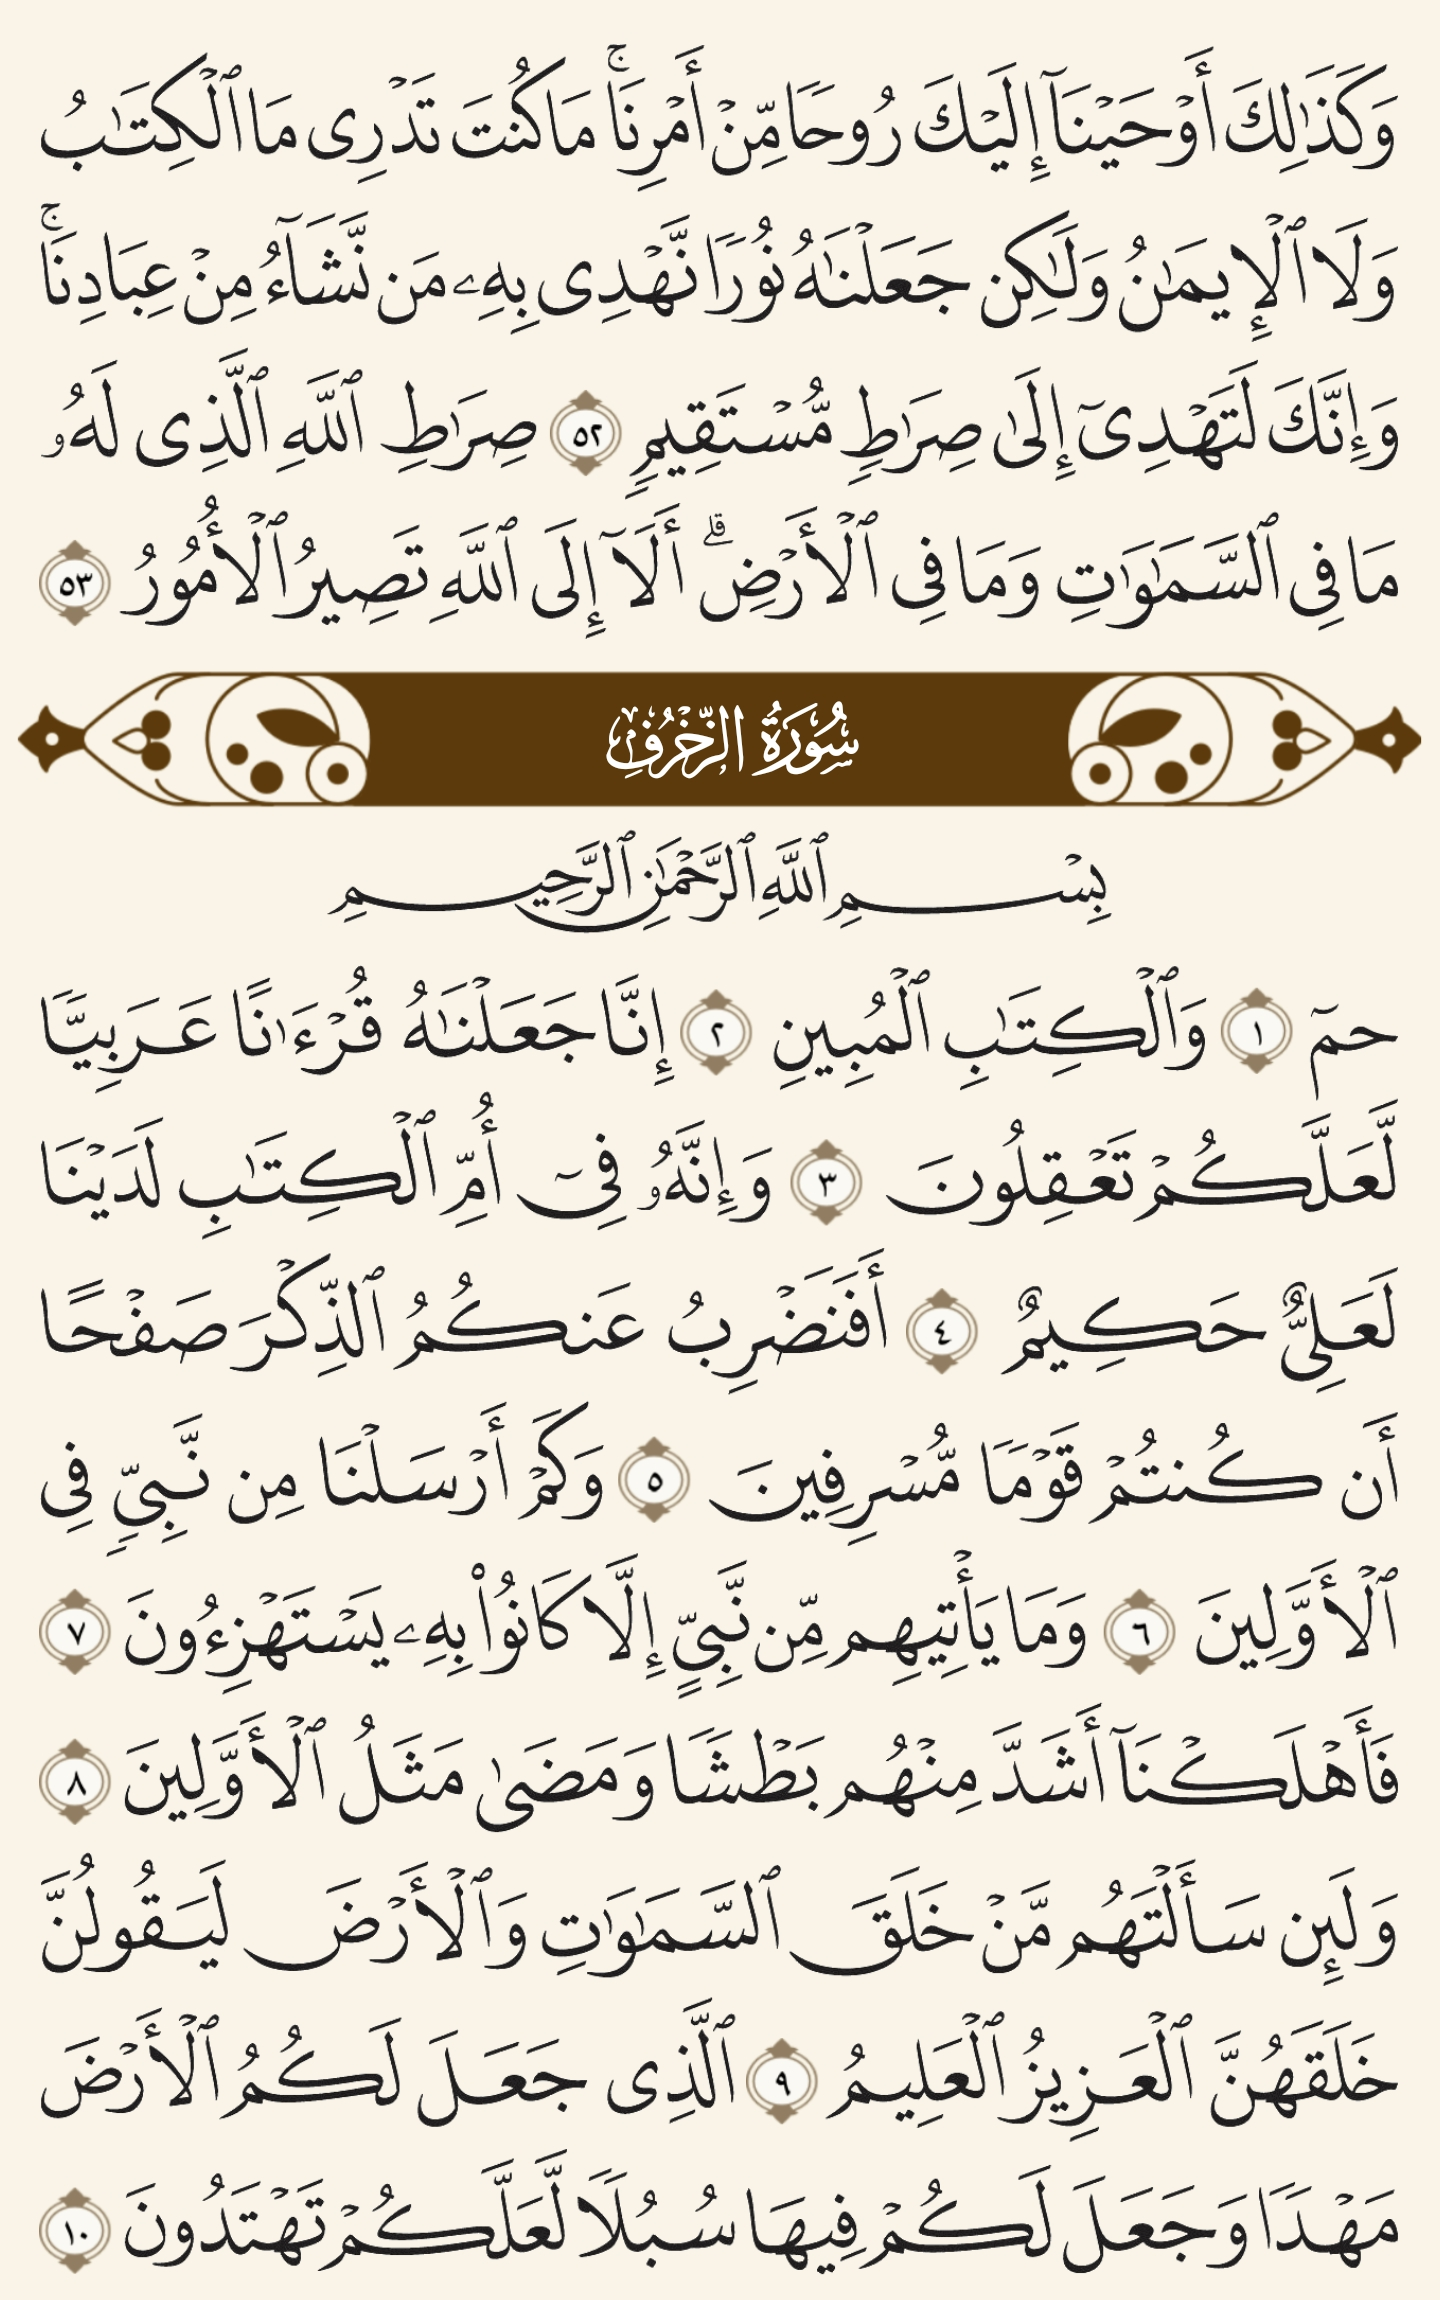 وَكَذَٰلِكَ أَوْحَيْنَآ إِلَيْكَ رُوحًا مِّنْ أَمْرِنَا ۚ مَا كُنتَ تَدْرِى مَا ٱلْكِتَـٰبُ
وَلَا ٱلْإِيمَـٰنُ وَلَـٰكِن جَعَلْنَـٰهُ نُورًا نَّهْدِى بِهِۦ مَن نَّشَآءُ مِنْ عِبَادِنَا ۚ
وَإِنَّكَ لَتَهْدِىٓ إِلَىٰ صِرَٰطٍ مُّسْتَقِيمٍ ٥٢ صِرَٰطِ ٱللَّهِ ٱلَّذِى لَهُۥ
مَا فِى ٱلسَّمَـٰوَٰتِ وَمَا فِى ٱلْأَرْضِ ۗ أَلَآ إِلَى ٱللَّهِ تَصِيرُ ٱلْأُمُورُ ٥٣
سُورَةُ الزُّخْرُفِ
بِسْمِ ٱللَّهِ ٱلرَّحْمَـٰنِ ٱلرَّحِيمِ
حمٓ ١ وَٱلْكِتَـٰبِ ٱلْمُبِينِ ٢ إِنَّا جَعَلْنَـٰهُ قُرْءَٰنًا عَرَبِيًّا
لَّعَلَّكُمْ تَعْقِلُونَ ٣ وَإِنَّهُۥ فِىٓ أُمِّ ٱلْكِتَـٰبِ لَدَيْنَا
لَعَلِىٌّ حَكِيمٌ ٤ أَفَنَضْرِبُ عَنكُمُ ٱلذِّكْرَ صَفْحًا
أَن كُنتُمْ قَوْمًا مُّسْرِفِينَ ٥ وَكَمْ أَرْسَلْنَا مِن نَّبِىٍّ فِى
ٱلْأَوَّلِينَ ٦ وَمَا يَأْتِيهِم مِّن نَّبِىٍّ إِلَّا كَانُوا۟ بِهِۦ يَسْتَهْزِءُونَ ٧
فَأَهْلَكْنَآ أَشَدَّ مِنْهُم بَطْشًا وَمَضَىٰ مَثَلُ ٱلْأَوَّلِينَ ٨
وَلَئِن سَأَلْتَهُم مَّنْ خَلَقَ ٱلسَّمَـٰوَٰتِ وَٱلْأَرْضَ لَيَقُولُنَّ
خَلَقَهُنَّ ٱلْعَزِيزُ ٱلْعَلِيمُ ٩ ٱلَّذِى جَعَلَ لَكُمُ ٱلْأَرْضَ
مَهْدًا وَجَعَلَ لَكُمْ فِيهَا سُبُلًا لَّعَلَّكُمْ تَهْتَدُونَ ١٠